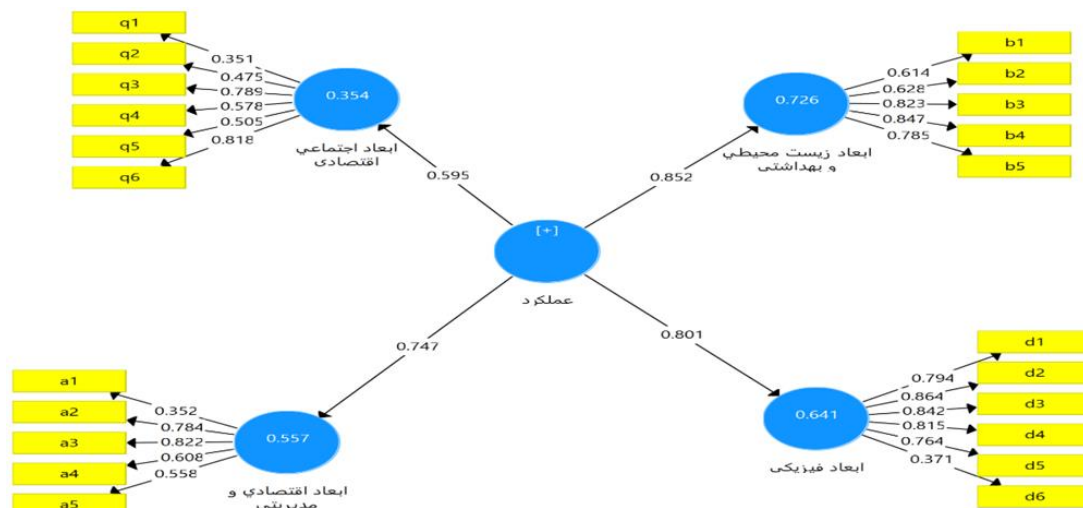 q1
q2
q3
q4
q5
q6
0.351
0.475
0.789
0.578
0.505
0.818
0.354
ابعاد اجتماعي
اقتصادی
0.595
b1
b2
b3
b4
b5
0.614
0.628
0.823
0.847
0.785
0.726
ابعاد زیست محیطي
و بهداشتی
0.852
[+]
عملکرد
0.747
0.801
a1
a2
a3
a4
a5
0.352
0.784
0.822
0.608
0.558
0.557
ابعاد اقتصادي و
مدیریتی
d1
d2
d3
d4
d5
d6
0.794
0.864
0.842
0.815
0.764
0.371
0.641
ابعاد فیزیکی